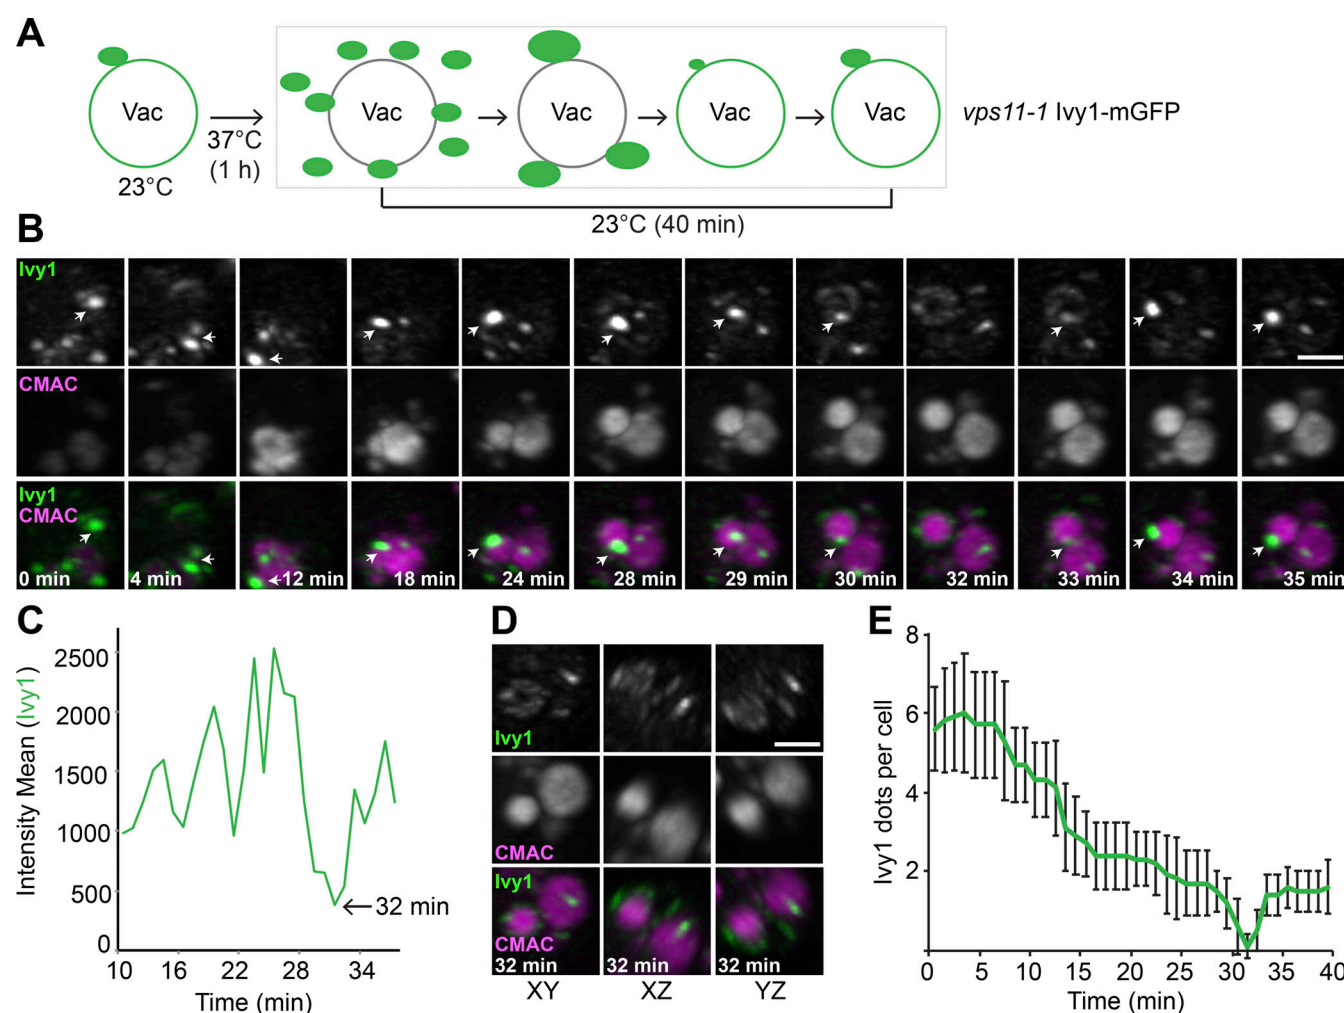 A
Vac
Vac
Vac
Vac
Vac
vps11-1 Ivy1-mGFP
37°C
(1 h)
23°C
23°C (40 min)
B
Ivy1
CMAC
Ivy1
CMAC
0 min
4 min
12 min
18 min
24 min
28 min
29 min
30 min
32 min
33 min
34 min
35 min
C
Intensity Mean (Ivy1)
2500
2000
1500
1000
500
0
32 min
10
16
22
28
34
Time (min)
D
Ivy1
CMAC
Ivy1
CMAC
32 min
32 min
32 min
XY
XZ
YZ
E
Ivy1 dots per cell
8
6
4
2
0
5
10
15
20
25
30
35
40
Time (min)